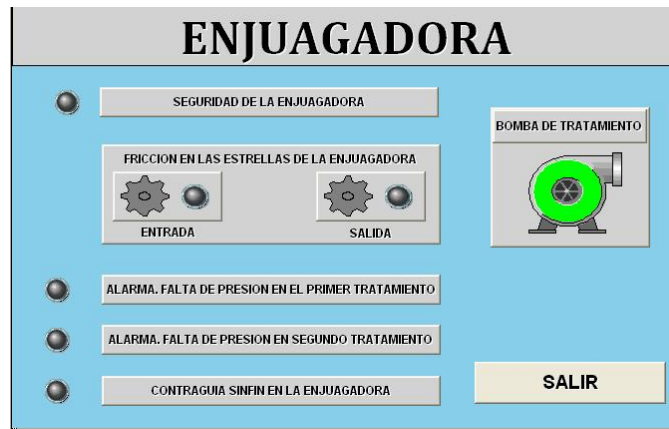 ENJUAGADORA
SEGURIDAD DE LA ENJUAGADORA
BOMBA DE TRATAMIENTO
FRICCION EN LAS ESTRELLAS DE LA ENJUAGADORA
ENTRADA
SALIDA
ALARMA. FALTA DE PRESION EN EL PRIMER TRATAMIENTO
ALARMA. FALTA DE PRESION EN SEGUNDO TRATAMIENTO
CONTRAGUIA SINFIN EN LA ENJUAGADORA
SALIR